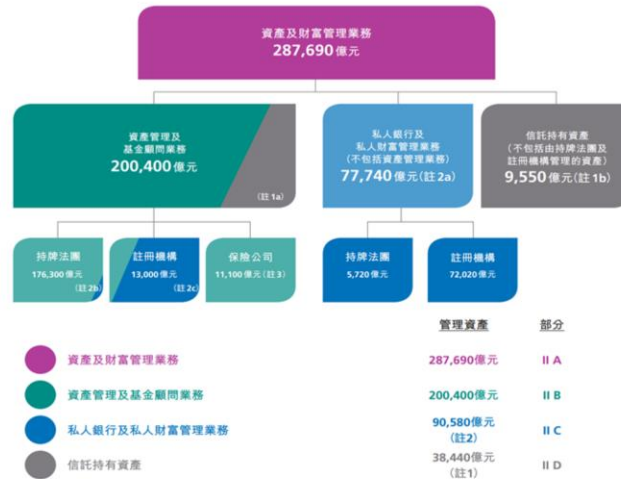 資產及財富管理業務
287,690億元
資產管理及
基金顧問業務
200,400億元
(註1a)
私人銀行及
私人財富管理業務
(不包括資產管理業務)
77,740億元(註2a)
信託持有資產
(不包括由持牌法團及
註冊機構管理的資產)
9,550億元(註1b)
持牌法團
176,300億元
(註2b)
註冊機構
13,000億元
(註2c)
保險公司
11,100億元(註3)
持牌法團
5,720億元
註冊機構
72,020億元
管理資產 部分
資產及財富管理業務 287,690億元 II A
資產管理及基金顧問業務 200,400億元 II B
私人銀行及私人財富管理業務 90,580億元 II C
(註2)
信託持有資產 38,440億元 II D
(註1)